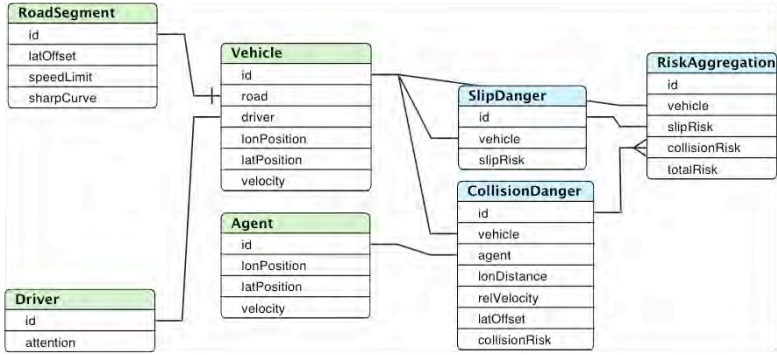 RoadSegment
id
latOffset
speedLimit
sharpCurve
Vehicle
id
road
driver
lonPosition
latPosition
velocity
Agent
id
lonPosition
latPosition
velocity
Driver
id
attention
SlipDanger
id
vehicle
slipRisk
CollisionDanger
id
vehicle
agent
lonDistance
relVelocity
latOffset
collisionRisk
RiskAggregation
id
vehicle
slipRisk
collisionRisk
totalRisk